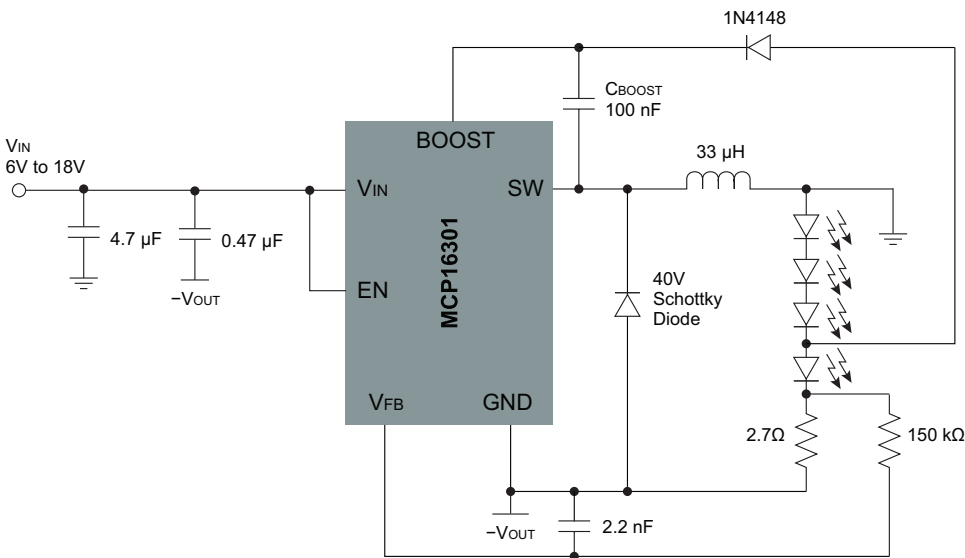 1N4148
CBOOST
100 nF
BOOST
VIN
6V to 18V
33 µH
VIN
SW
MCP16301
4.7 µF
0.47 µF
–VOUT
EN
40V
Schottky
Diode
VFB
GND
2.7Ω
150 kΩ
–VOUT
2.2 nF